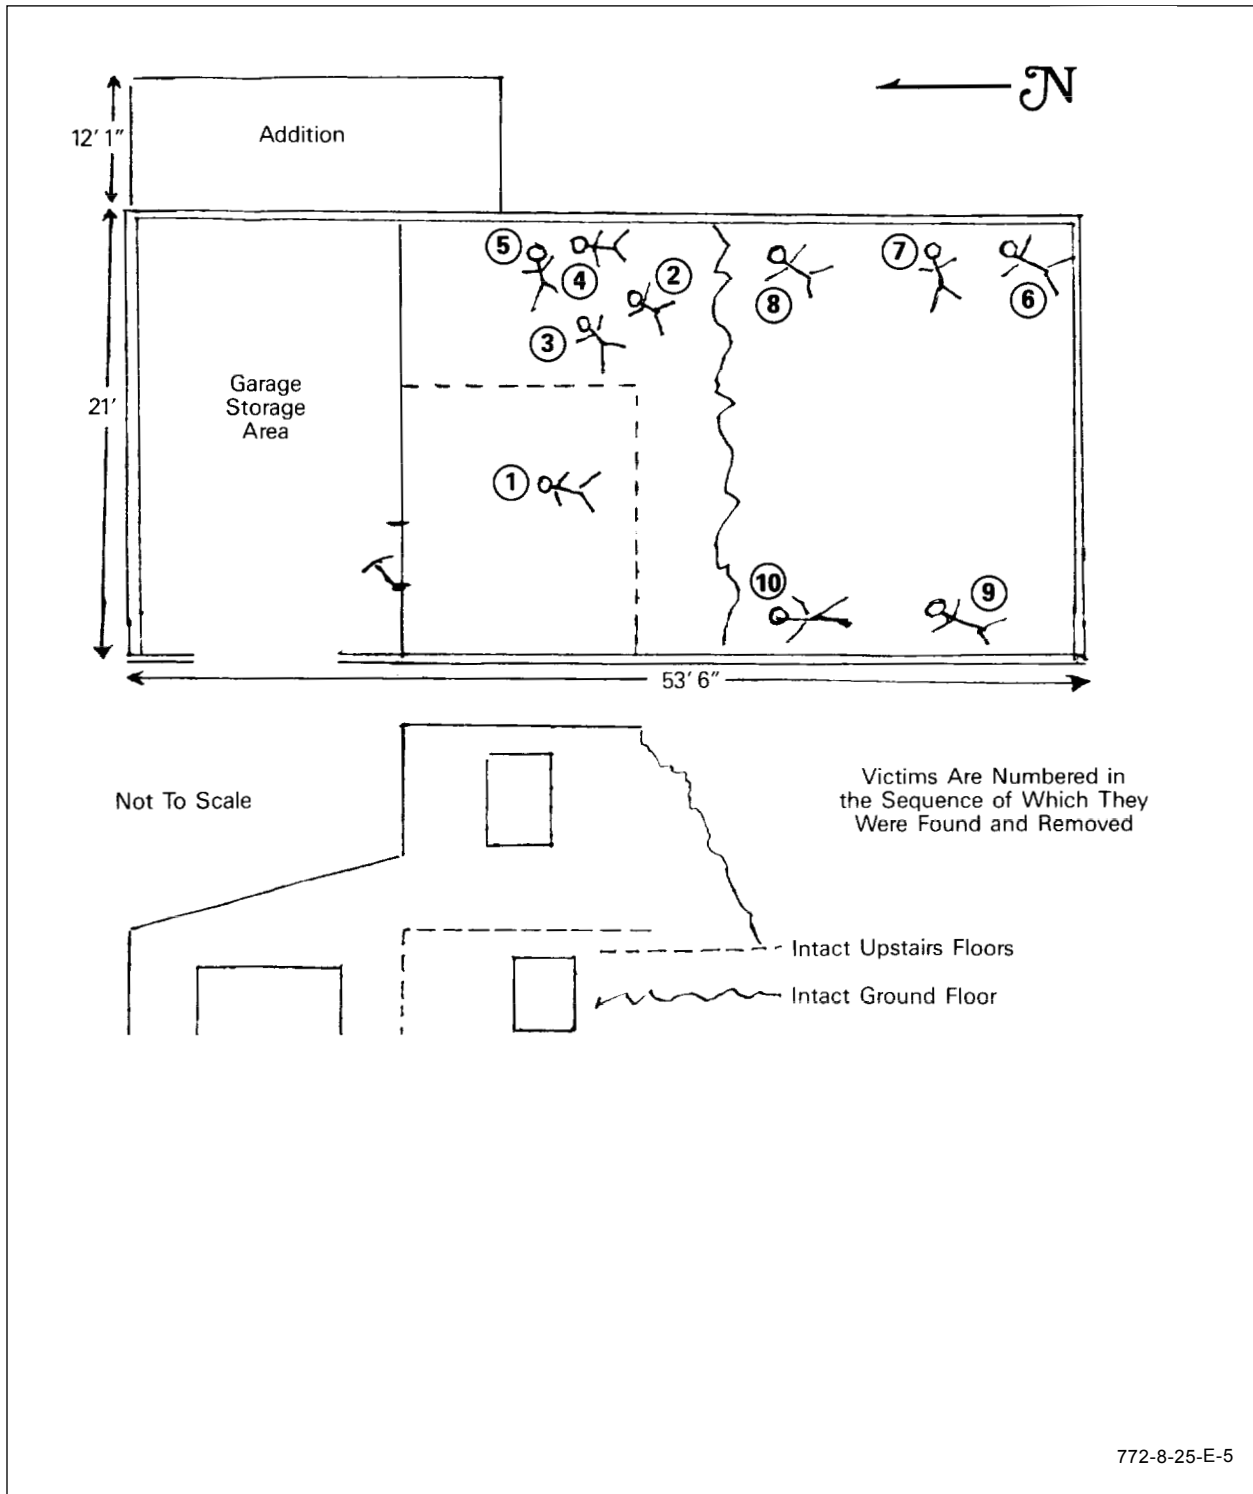 N
12' 1"
Addition
5
4
2
3
8
7
6
21'
Garage
Storage
Area
1
10
9
53' 6"
Not To Scale
Victims Are Numbered in
the Sequence of Which They
Were Found and Removed
Intact Upstairs Floors
Intact Ground Floor
772-8-25-E-5